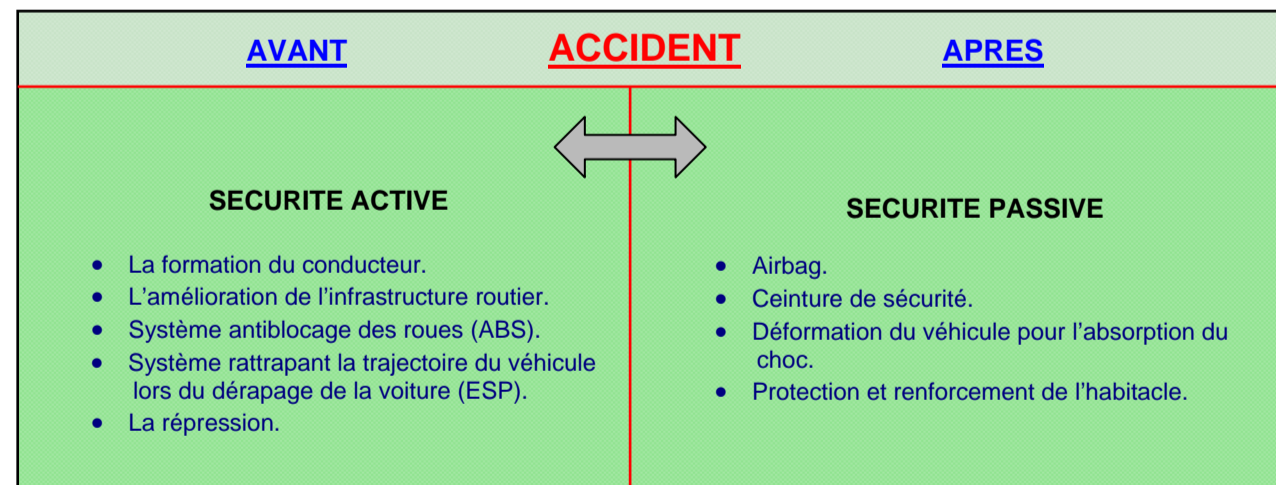 AVANT ACCIDENT APRES
SECURITE ACTIVE
• La formation du conducteur.
• L’amélioration de l’infrastructure routier.
• Système antiblocage des roues (ABS).
• Système rattrapant la trajectoire du véhicule
lors du dérapage de la voiture (ESP).
• La répression.
SECURITE PASSIVE
• Airbag.
• Ceinture de sécurité.
• Déformation du véhicule pour l’absorption du
choc.
• Protection et renforcement de l’habitacle.